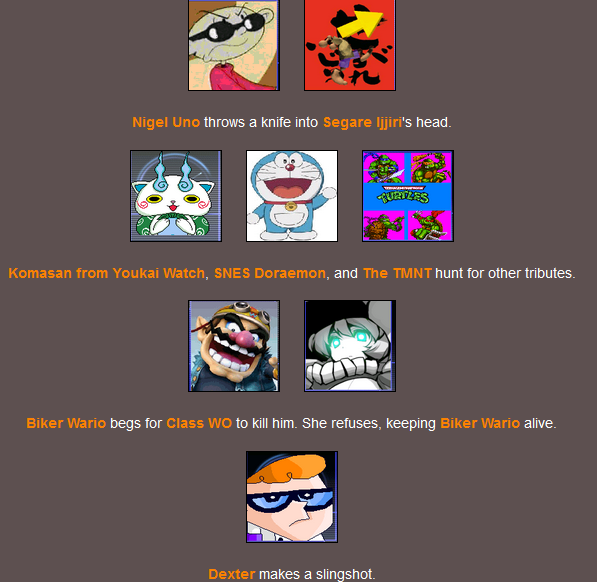 Nigel Uno throws a knife into Segare Ijjiri's head.
TURTLES
Komasan from Youkai Watch, SNES Doraemon, and The TMNT hunt for other tributes.
Biker Wario begs for Class WO to kill him. She refuses, keeping Biker Wario alive.
Dexter makes a slingshot.